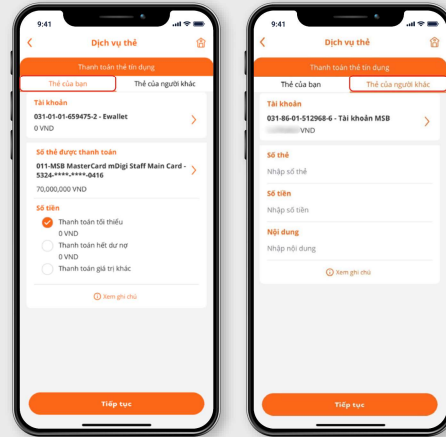 9:41
Dịch vụ thẻ
Thanh toán thẻ tín dụng
Thẻ của bạn
Thẻ của người khác
Tài khoản
031-01-01-659475-2 - Ewallet
0 VND
Số thẻ được thanh toán
011-MSB MasterCard mDigi Staff Main Card -
5324-****-****-0416
70,000,000 VND
Số tiền
Thanh toán tối thiểu
0 VND
Thanh toán hết dư nợ
0 VND
Thanh toán giá trị khác
Xem ghi chú
Tiếp tục
9:41
Dịch vụ thẻ
Thanh toán thẻ tín dụng
Thẻ của bạn
Thẻ của người khác
Tài khoản
031-86-01-512968-6 - Tài khoản MSB
VND
Số thẻ
Nhập số thẻ
Số tiền
Nhập số tiền
Nội dung
Nhập nội dung
Xem ghi chú
Tiếp tục